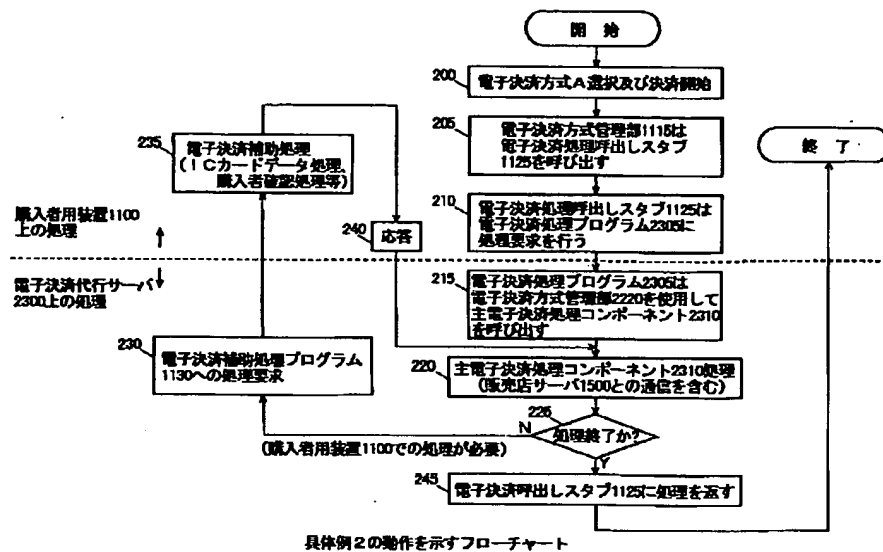 開 始
200
電子決済方式A選択及び決済開始
205
電子決済方式管理部1115は
電子決済処理呼出しスタブ
1125を呼び出す
終 了
210
電子決済処理呼出しスタブ1125は
電子決済処理プログラム2305に
処理要求を行う
235
電子決済補助処理
(ICカードデータ処理、
購入者確認処理等)
240
応答
購入者用装置1100
上の処理
電子決済代行サーバ
2300上の処理
215
電子決済処理プログラム2305は
電子決済方式管理部2220を使用して
主電子決済処理コンポーネント2310
を呼び出す
230
電子決済補助処理プログラム
1130への処理要求
220
主電子決済処理コンポーネント2310処理
(販売店サーバ1500との通信を含む)
226
処理終了か?
N
(購入者用装置1100での処理が必要)
Y
245
電子決済呼出しスタブ1125に処理を返す
具体例2の動作を示すフローチャート